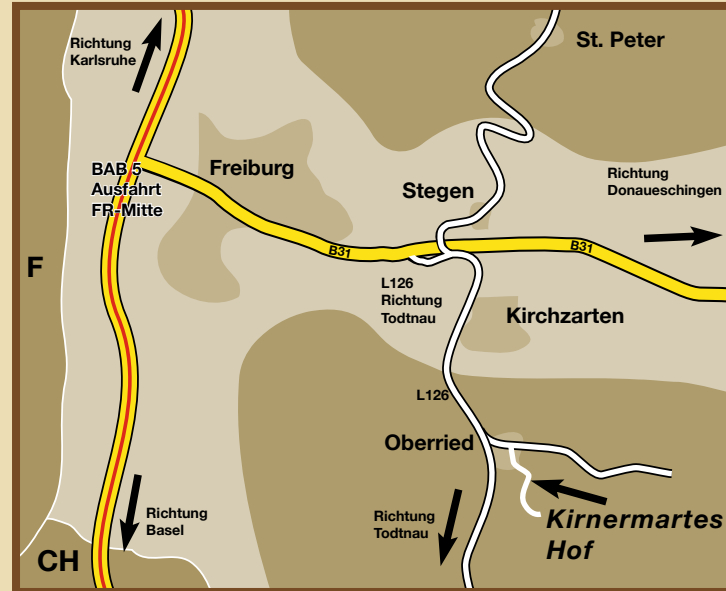 Richtung
Karlsruhe
St. Peter
BAB 5
Ausfahrt
FR-Mitte
Freiburg
Stegen
Richtung
Donaueschingen
B31
B31
F
L126
Richtung
Todtnau
Kirchzarten
L126
Oberried
Richtung
Basel
Richtung
Todtnau
Kirnermartes
Hof
CH